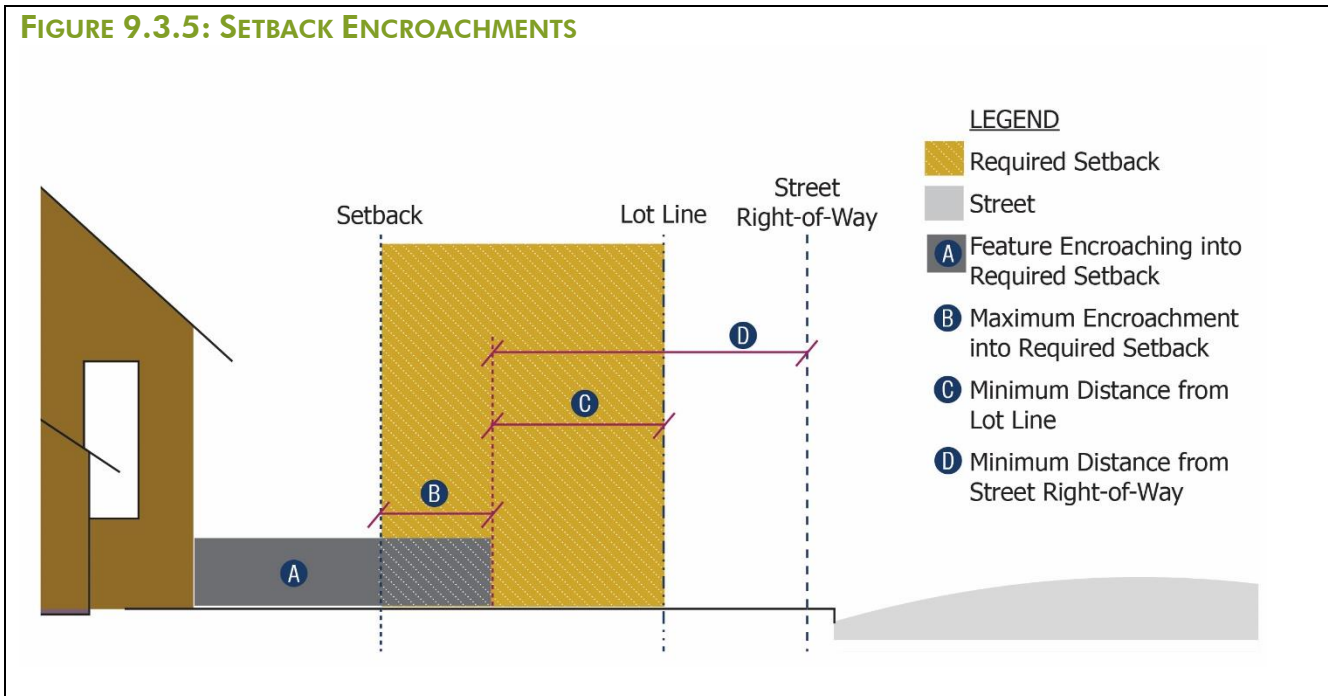 FIGURE 9.3.5: SETBACK ENCROACHMENTS
Setback
Lot Line
Street
Right-of-Way
A
B
C
D
LEGEND
Required Setback
Street
A Feature Encroaching into
Required Setback
B Maximum Encroachment
into Required Setback
C Minimum Distance from
Lot Line
D Minimum Distance from
Street Right-of-Way